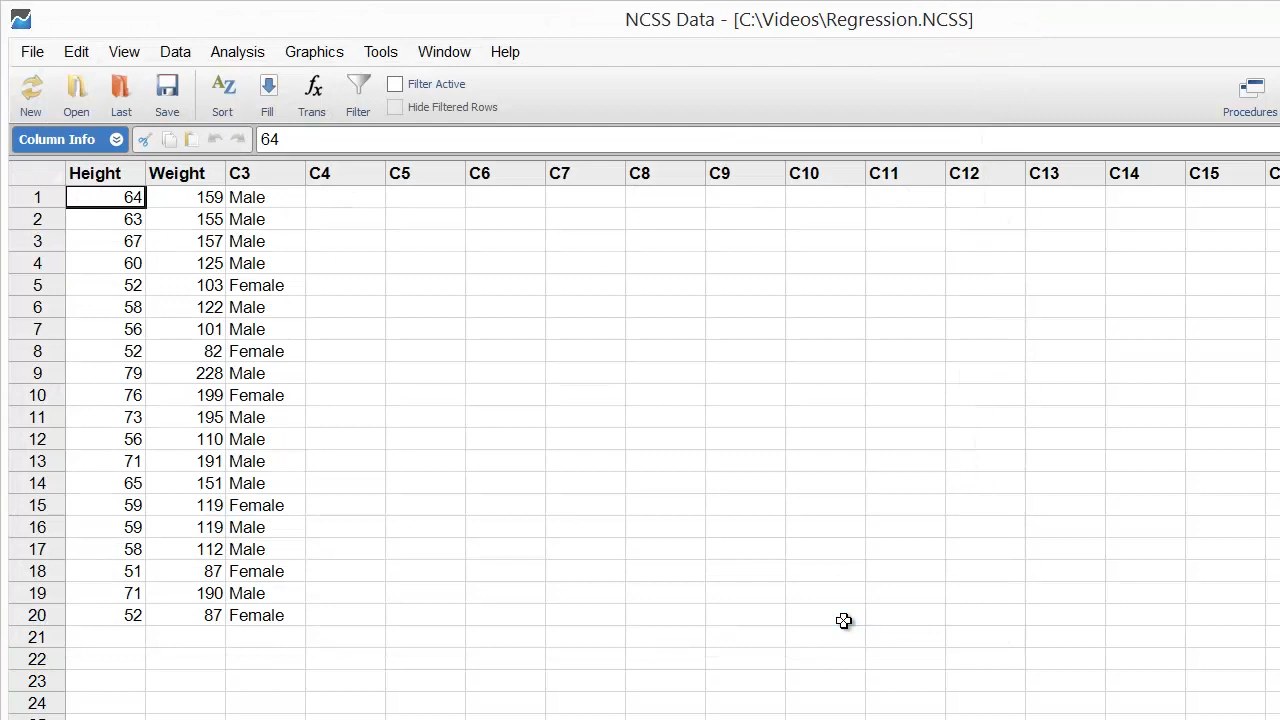 NCSS Data - [C:\Videos\Regression.NCSS]
File Edit View Data Analysis Graphics Tools Window Help
New Open Last Save Sort Fill Trans Filter Filter Active Hide Filtered Rows Procedures
Column Info 64
Height Weight C3 C4 C5 C6 C7 C8 C9 C10 C11 C12 C13 C14 C15 C
1 64 159 Male
2 63 155 Male
3 67 157 Male
4 60 125 Male
5 52 103 Female
6 58 122 Male
7 56 101 Male
8 52 82 Female
9 79 228 Male
10 76 199 Female
11 73 195 Male
12 56 110 Male
13 71 191 Male
14 65 151 Male
15 59 119 Female
16 59 119 Male
17 58 112 Male
18 51 87 Female
19 71 190 Male
20 52 87 Female
21
22
23
24